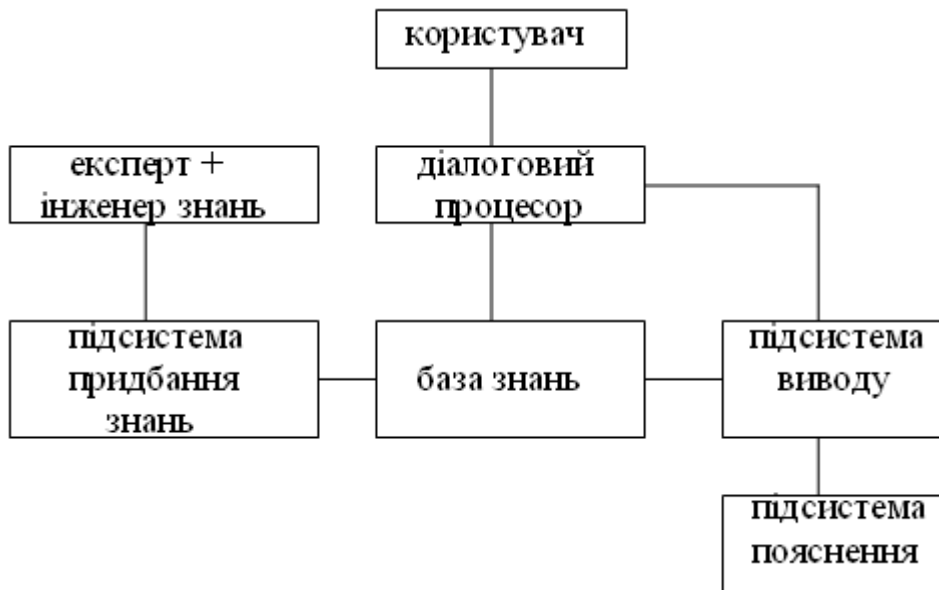 користувач
експерт +
інженер знань
діалоговий
процесор
підсистема
придбання
знань
база знань
підсистема
виводу
підсистема
пояснення